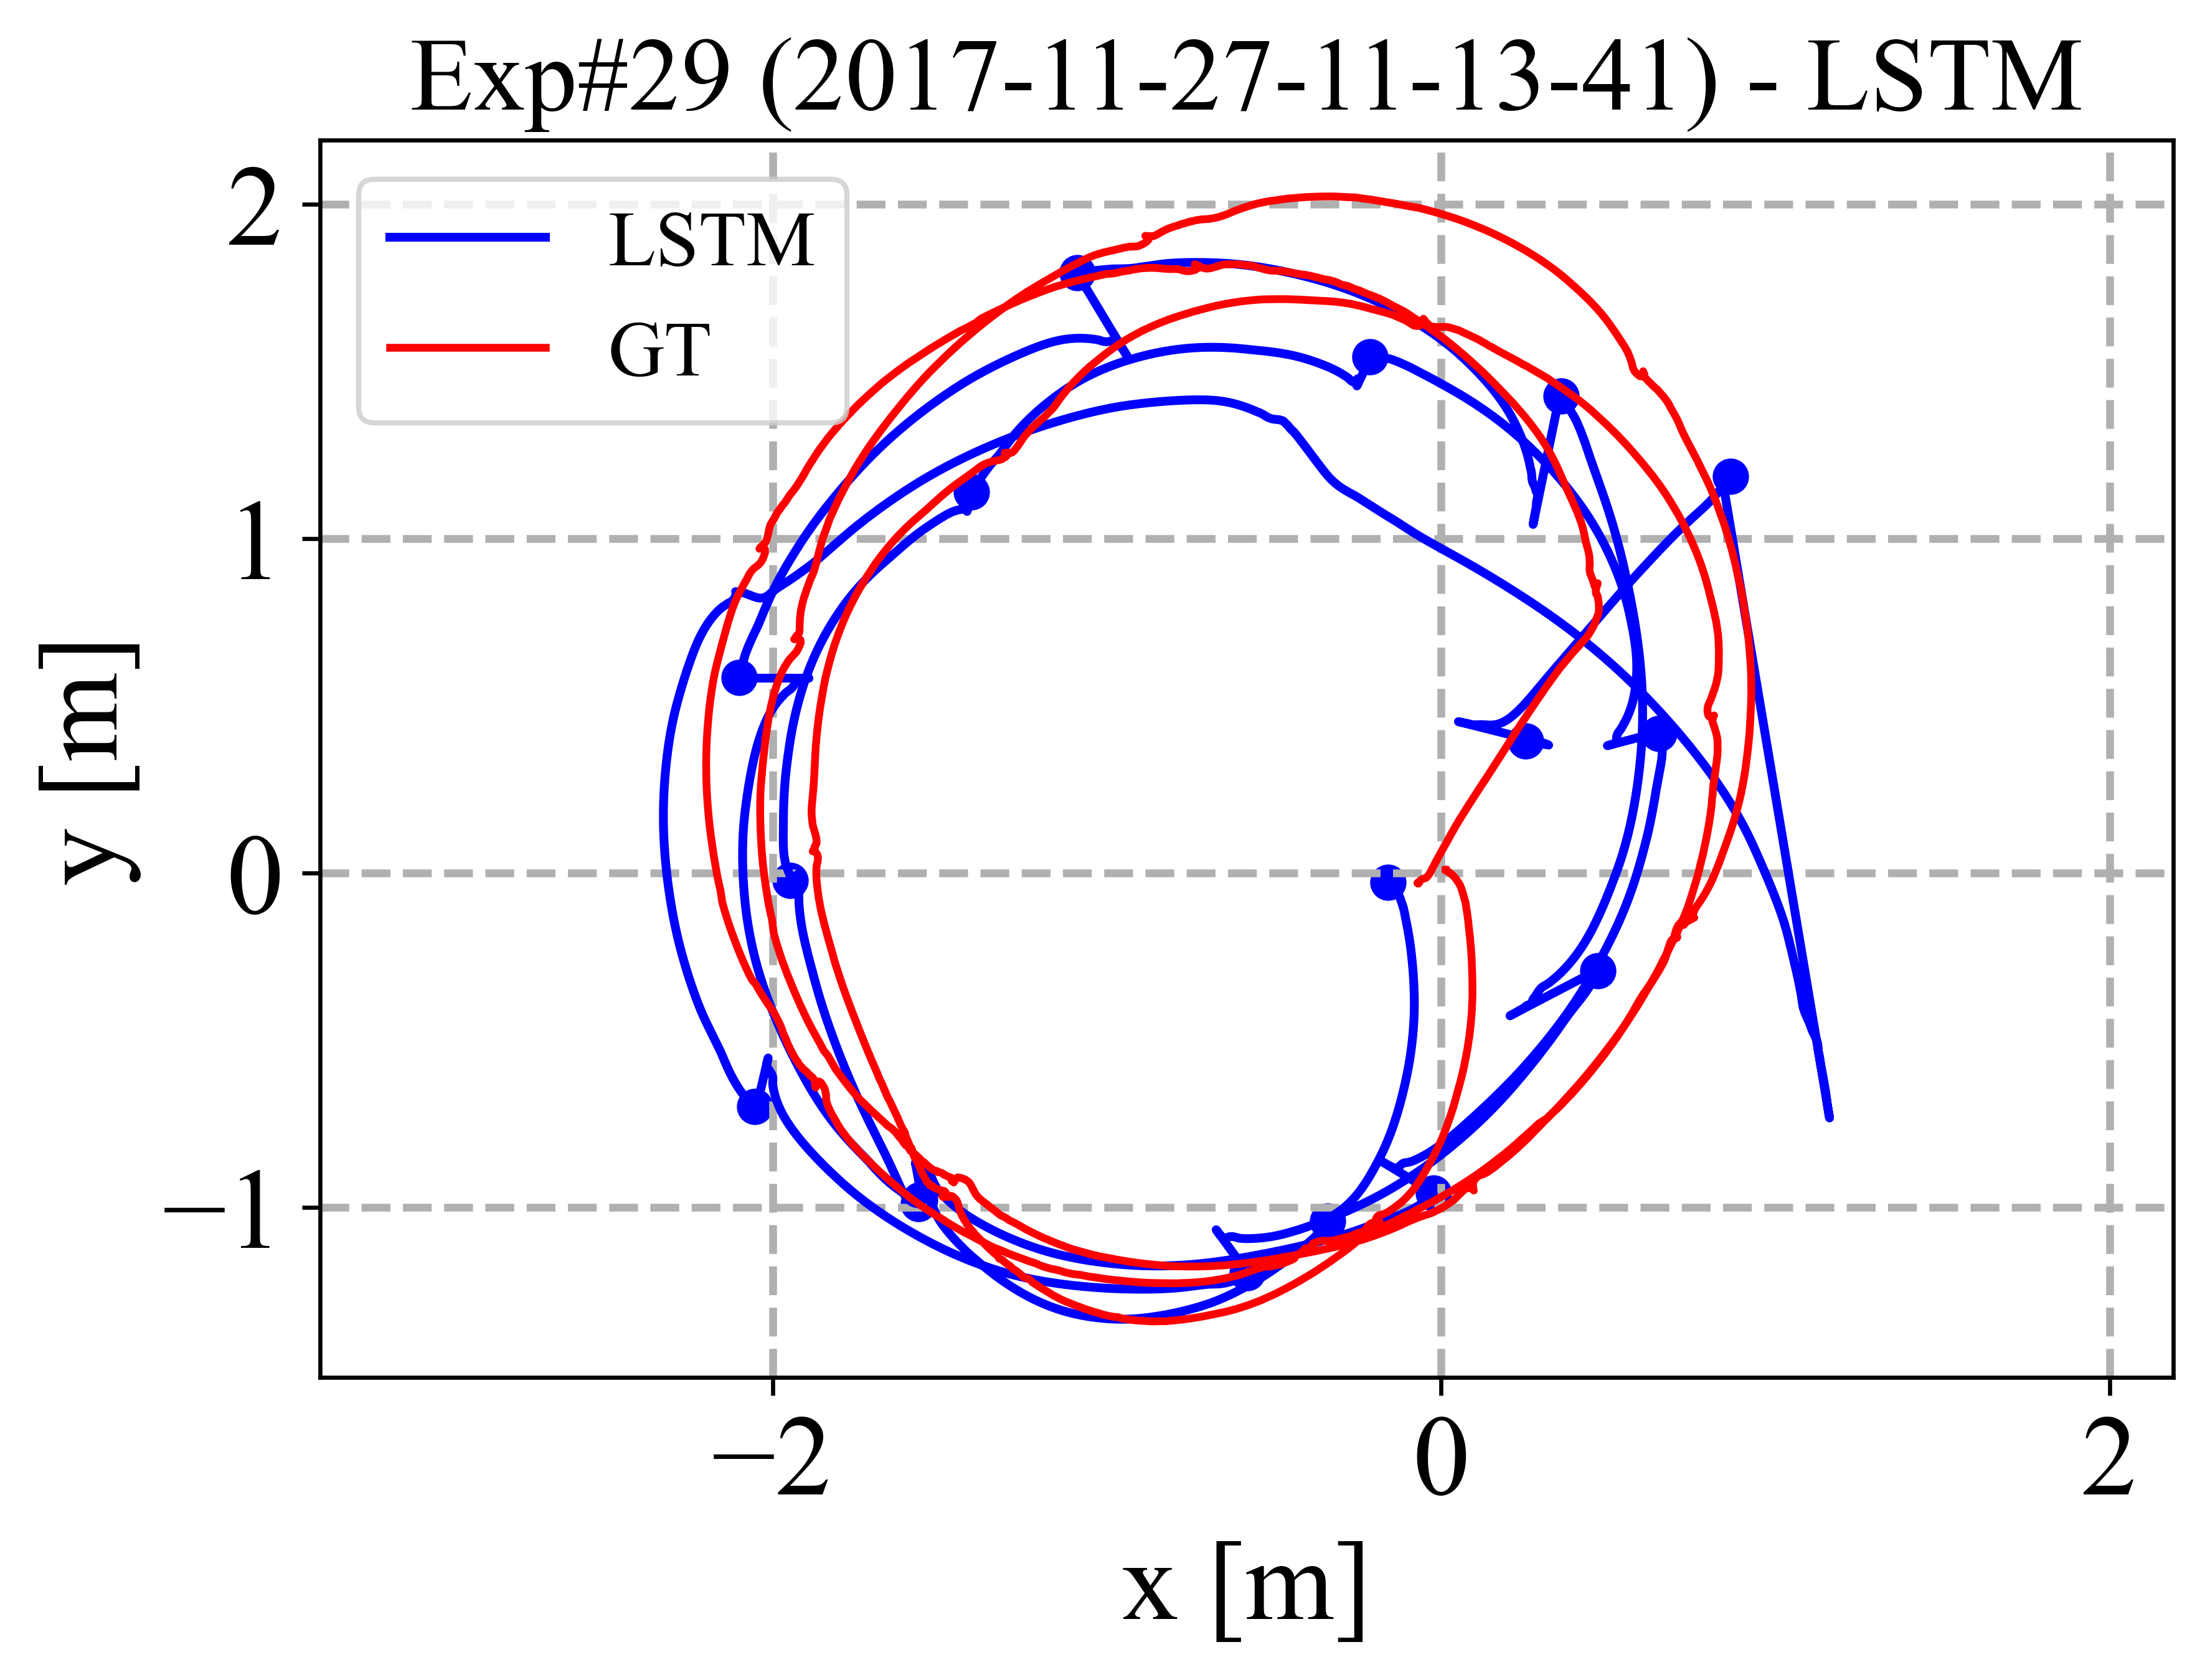 Exp#29 (2017-11-27-11-13-41) - LSTM
LSTM
GT
2
1
0
−1
y [m]
−2
0
2
x [m]